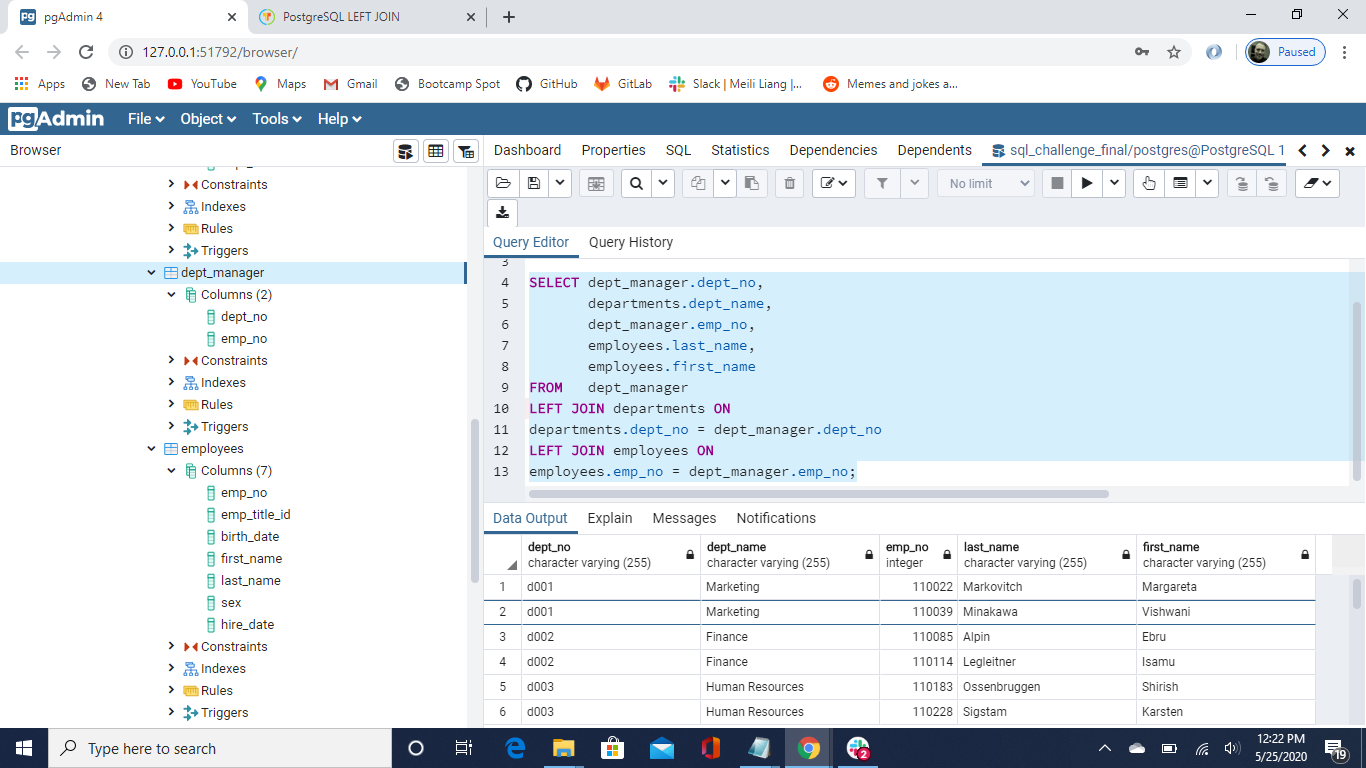 pgAdmin 4
PostgreSQL LEFT JOIN
127.0.0.1:51792/browser/
Paused
Apps
New Tab
YouTube
Maps
Gmail
Bootcamp Spot
GitHub
GitLab
Slack | Meili Liang |...
Memes and jokes a...
pgAdmin
File
Object
Tools
Help
Browser
Dashboard
Properties
SQL
Statistics
Dependencies
Dependents
sql_challenge_final/postgres@PostgreSQL 1
Constraints
Indexes
Rules
Triggers
dept_manager
Columns (2)
dept_no
emp_no
Constraints
Indexes
Rules
Triggers
employees
Columns (7)
emp_no
emp_title_id
birth_date
first_name
last_name
sex
hire_date
Constraints
Indexes
Rules
Triggers
No limit
Query Editor
Query History
3
4 SELECT dept_manager.dept_no,
5 departments.dept_name,
6 dept_manager.emp_no,
7 employees.last_name,
8 employees.first_name
9 FROM dept_manager
10 LEFT JOIN departments ON
11 departments.dept_no = dept_manager.dept_no
12 LEFT JOIN employees ON
13 employees.emp_no = dept_manager.emp_no;
Data Output
Explain
Messages
Notifications
dept_no character varying (255)
dept_name character varying (255)
emp_no integer
last_name character varying (255)
first_name character varying (255)
1 d001 Marketing 110022 Markovitch Margareta
2 d001 Marketing 110039 Minakawa Vishwani
3 d002 Finance 110085 Alpin Ebru
4 d002 Finance 110114 Legleitner Isamu
5 d003 Human Resources 110183 Ossenbruggen Shirish
6 d003 Human Resources 110228 Sigstam Karsten
Type here to search
2
12:22 PM
5/25/2020
19